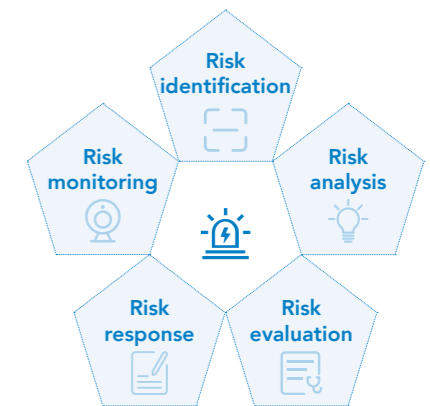 Risk
identification
Risk
analysis
Risk
evaluation
Risk
response
Risk
monitoring